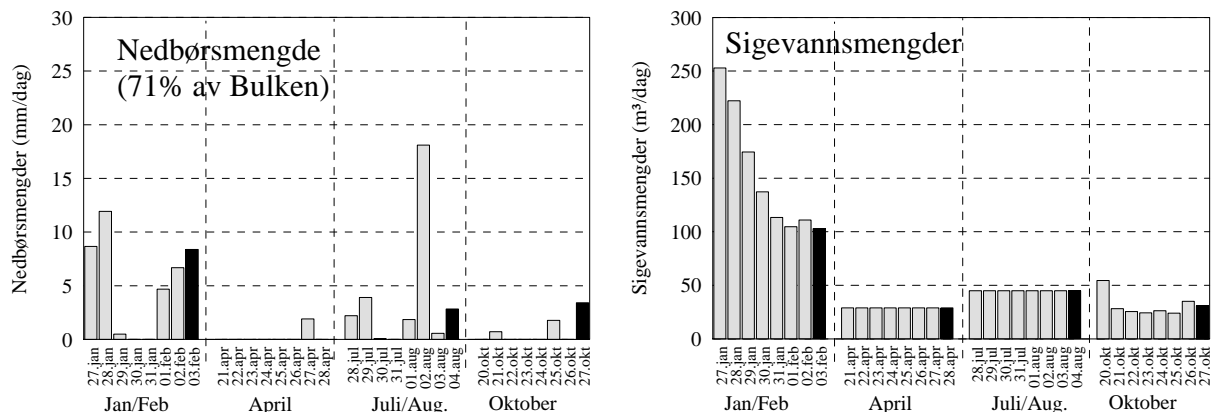 Nedbørsmengde
(71% av Bulken)
Nedbørsmengder (mm/dag)
30
25
20
15
10
5
0
27.jan
28.jan
29.jan
30.jan
31.jan
01.feb
02.feb
03.feb
21.apr
22.apr
23.apr
24.apr
25.apr
26.apr
27.apr
28.apr
28.jul
29.jul
30.jul
31.jul
01.aug
02.aug
03.aug
04.aug
20.okt
21.okt
22.okt
23.okt
24.okt
25.okt
26.okt
27.okt
Jan/Feb April Juli/Aug. Oktober
Sigevannsmengder
Sigevannsmengder (m³/dag)
300
250
200
150
100
50
0
27.jan
28.jan
29.jan
30.jan
31.jan
01.feb
02.feb
03.feb
21.apr
22.apr
23.apr
24.apr
25.apr
26.apr
27.apr
28.apr
28.jul
29.jul
30.jul
31.jul
01.aug
02.aug
03.aug
04.aug
20.okt
21.okt
22.okt
23.okt
24.okt
25.okt
26.okt
27.okt
Jan/Feb April Juli/Aug. Oktober